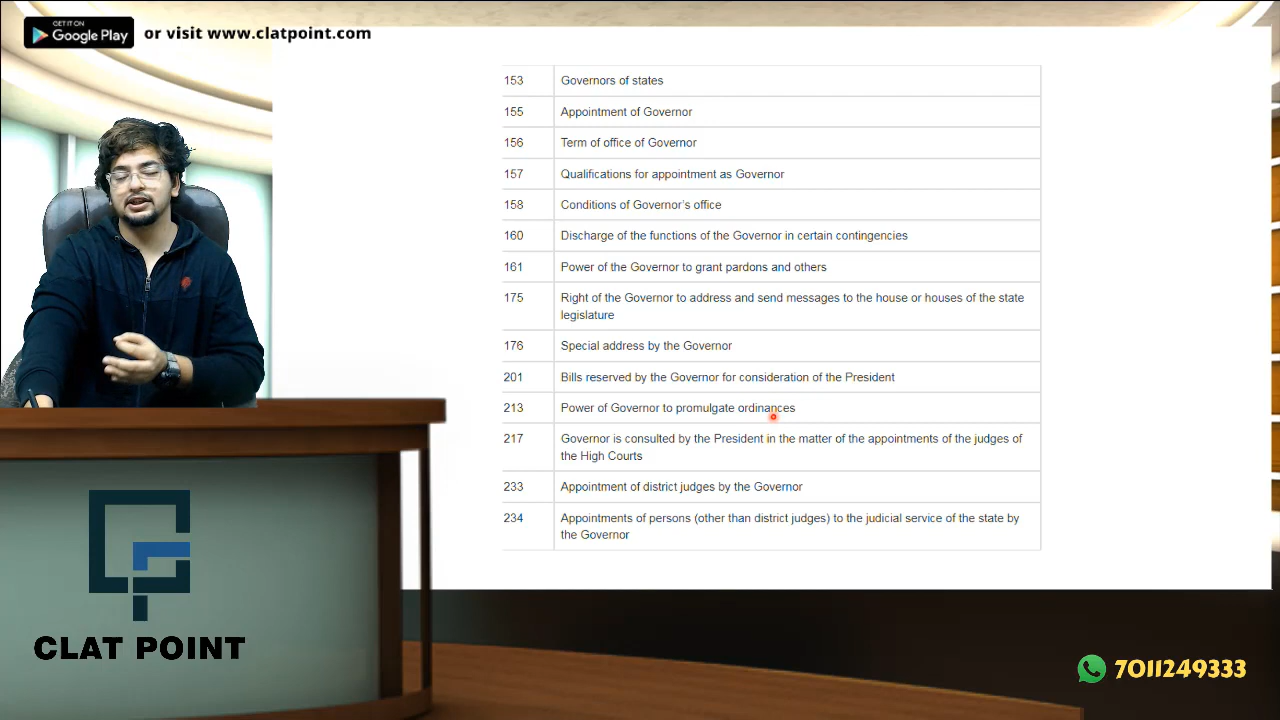 GET IT ON
Google Play
or visit www.clatpoint.com
153 Governors of states
155 Appointment of Governor
156 Term of office of Governor
157 Qualifications for appointment as Governor
158 Conditions of Governor's office
160 Discharge of the functions of the Governor in certain contingencies
161 Power of the Governor to grant pardons and others
175 Right of the Governor to address and send messages to the house or houses of the state
legislature
176 Special address by the Governor
201 Bills reserved by the Governor for consideration of the President
213 Power of Governor to promulgate ordinances
217 Governor is consulted by the President in the matter of the appointments of the judges of
the High Courts
233 Appointment of district judges by the Governor
234 Appointments of persons (other than district judges) to the judicial service of the state by
the Governor
CLAT POINT
7011249333